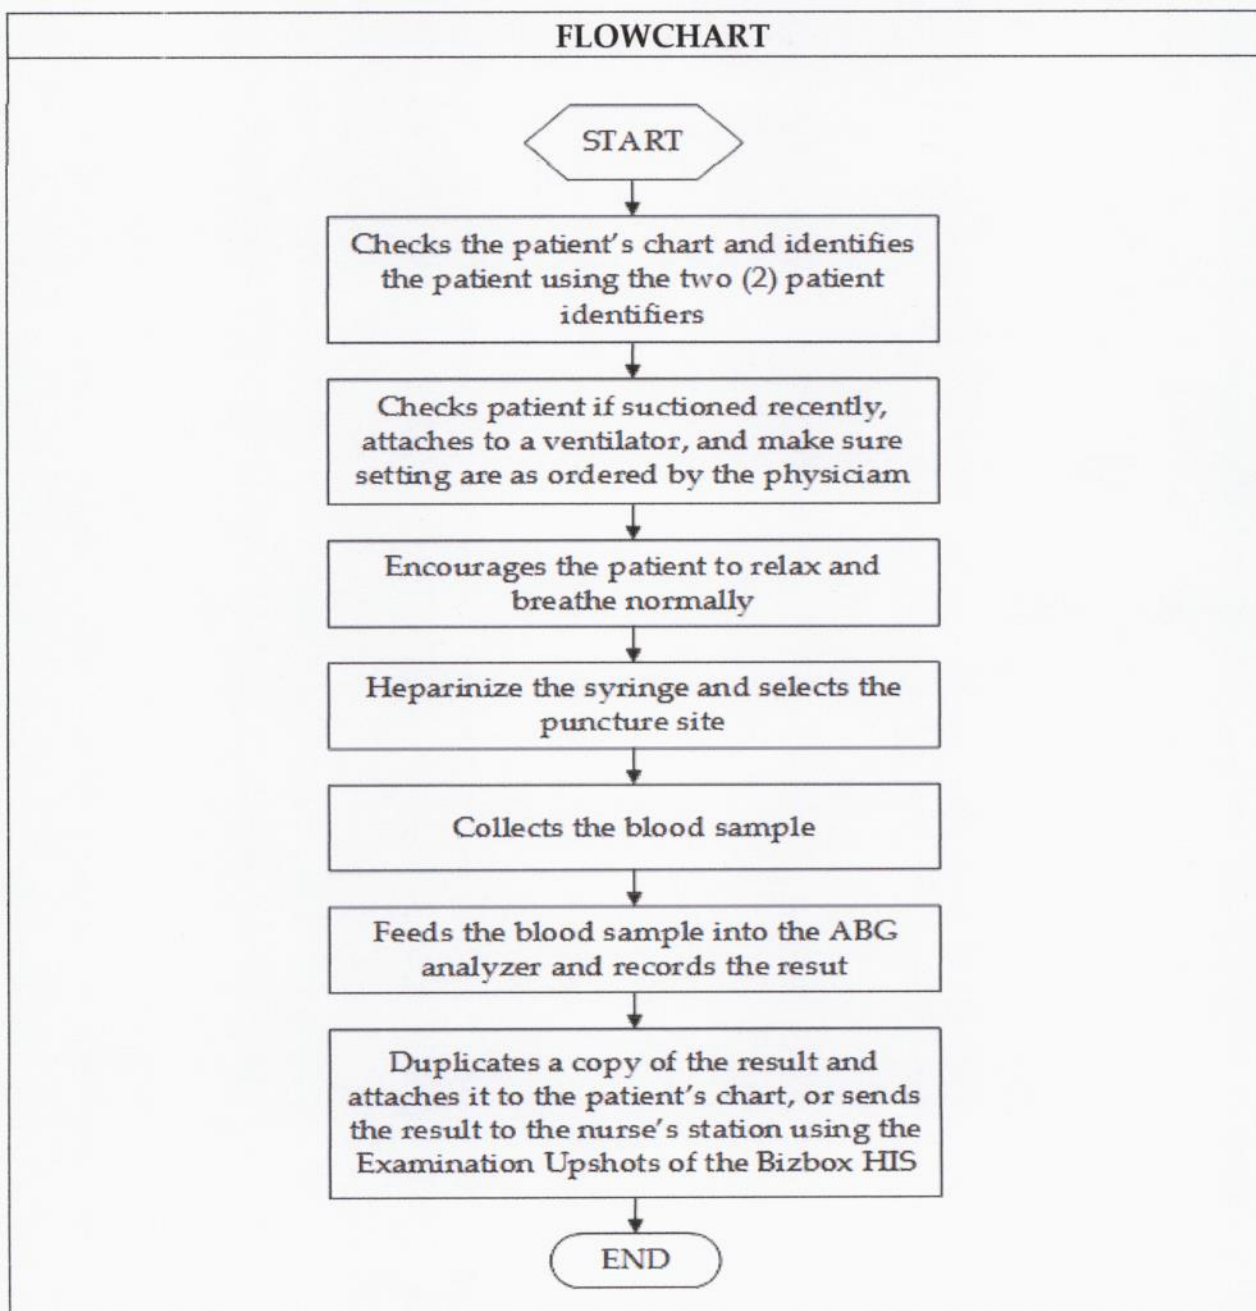 FLOWCHART
START
Checks the patient's chart and identifies
the patient using the two (2) patient
identifiers
Checks patient if suctioned recently,
attaches to a ventilator, and make sure
setting are as ordered by the physiciam
Encourages the patient to relax and
breathe normally
Heparinize the syringe and selects the
puncture site
Collects the blood sample
Feeds the blood sample into the ABG
analyzer and records the resut
Duplicates a copy of the result and
attaches it to the patient's chart, or sends
the result to the nurse's station using the
Examination Upshots of the Bizbox HIS
END